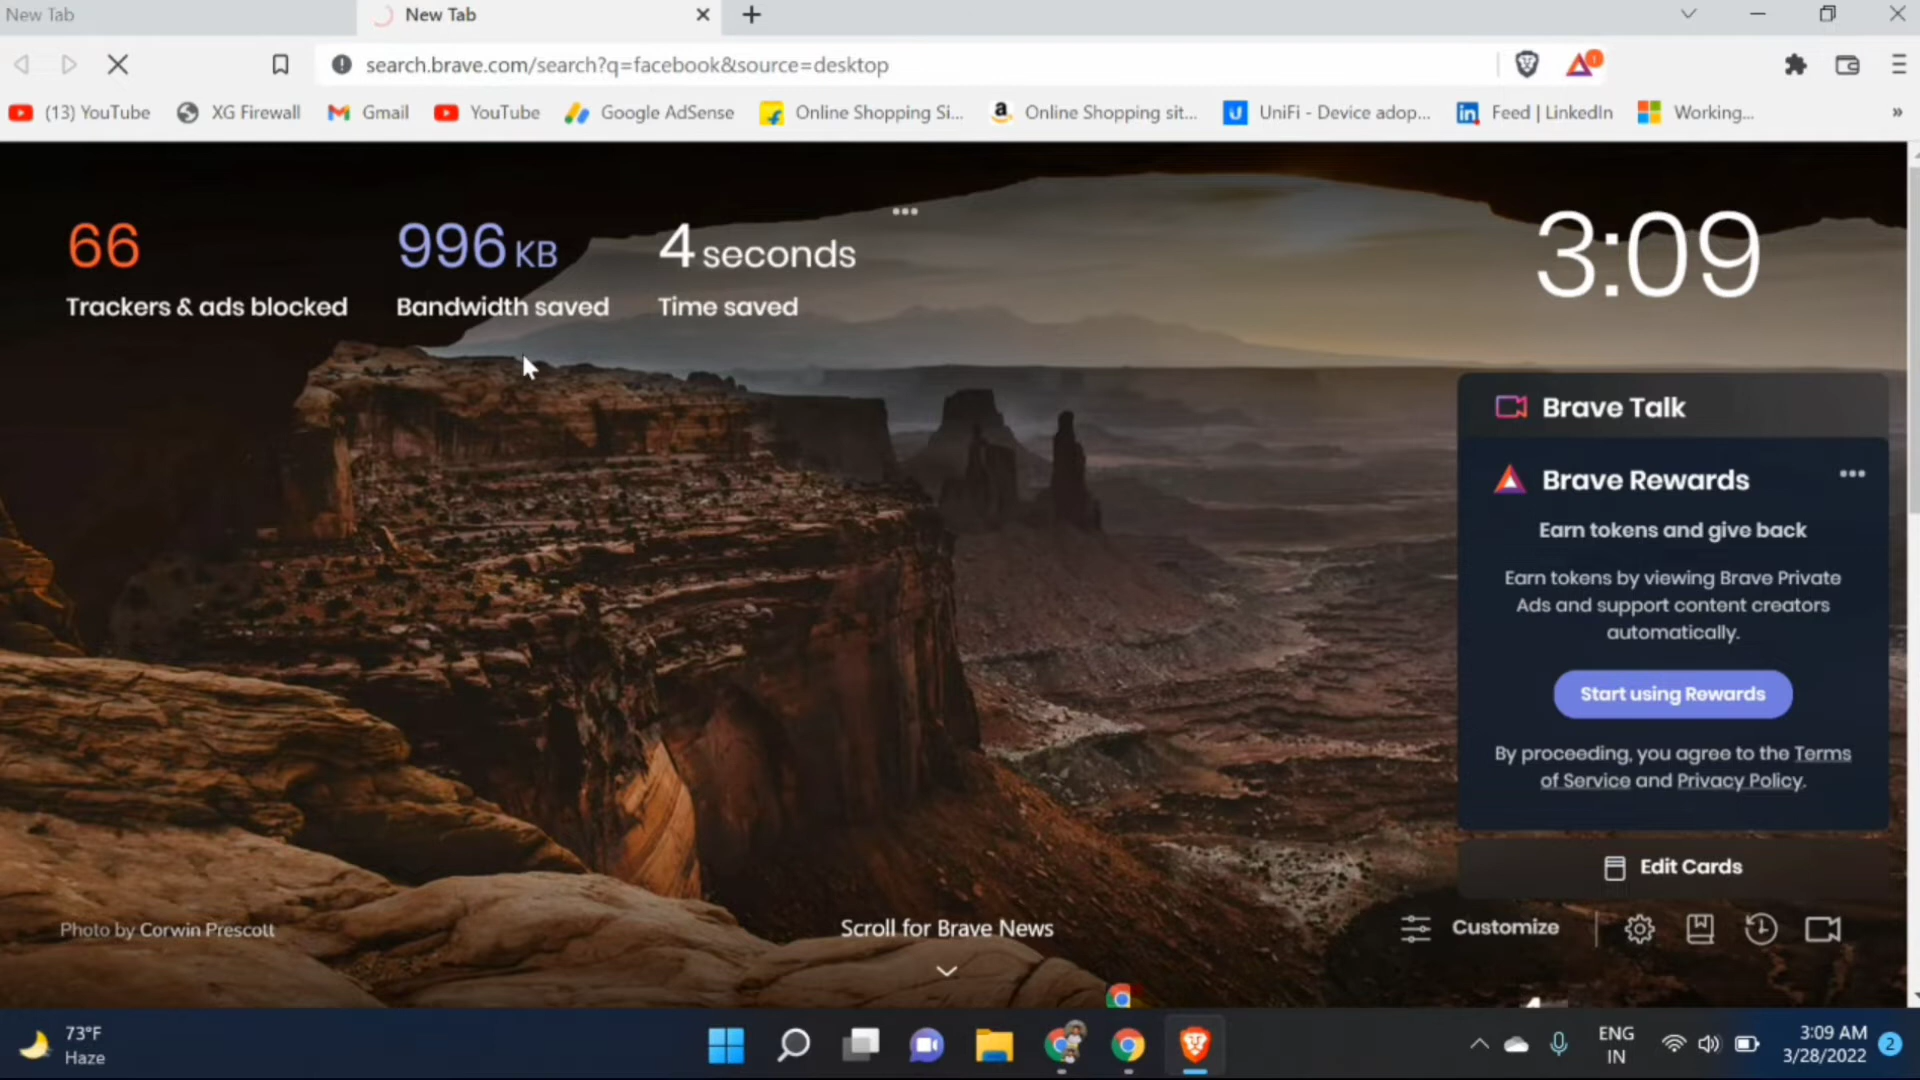 New Tab
New Tab
search.brave.com/search?q=facebook&source=desktop
1
(13) YouTube
XG Firewall
Gmail
YouTube
Google AdSense
Online Shopping Si...
Online Shopping sit...
UniFi - Device adop...
Feed | LinkedIn
Working...
»
66
Trackers & ads blocked
996 KB
Bandwidth saved
4 seconds
Time saved
3:09
Brave Talk
Brave Rewards
Earn tokens and give back
Earn tokens by viewing Brave Private
Ads and support content creators
automatically.
Start using Rewards
By proceeding, you agree to the Terms
of Service and Privacy Policy.
Edit Cards
Photo by Corwin Prescott
Scroll for Brave News
Customize
73°F
Haze
ENG
IN
3:09 AM
3/28/2022
2